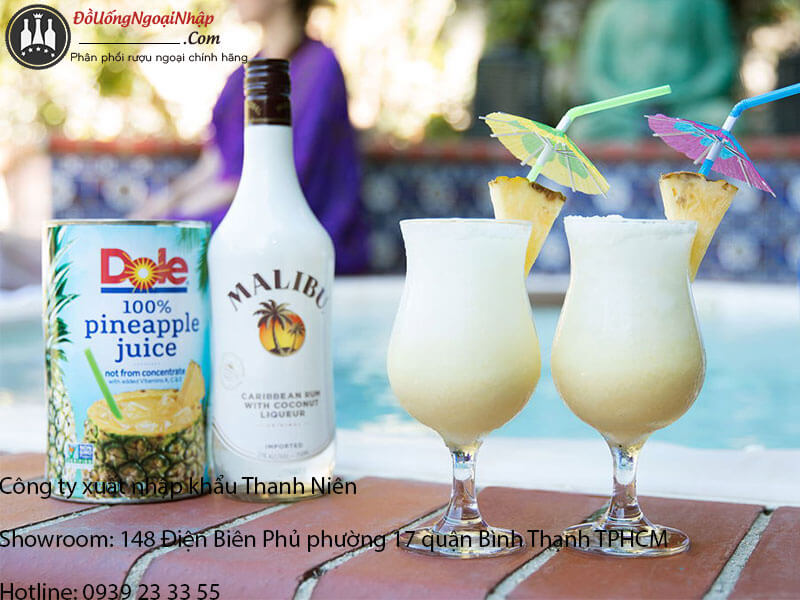 ĐồUốngNgoạiNhập
.Com
Phân phối rượu ngoại chính hãng
Dole
100%
pineapple
juice
not from concentrate
with added Vitamins A, C & E
MALIBU
CARIBBEAN RUM
WITH COCONUT
LIQUEUR
ORIGINAL
IMPORTED
Công ty xuất nhập khẩu Thanh Niên
Showroom: 148 Điện Biên Phủ phường 17 quận Bình Thạnh TPHCM
Hotline: 0939 23 33 55